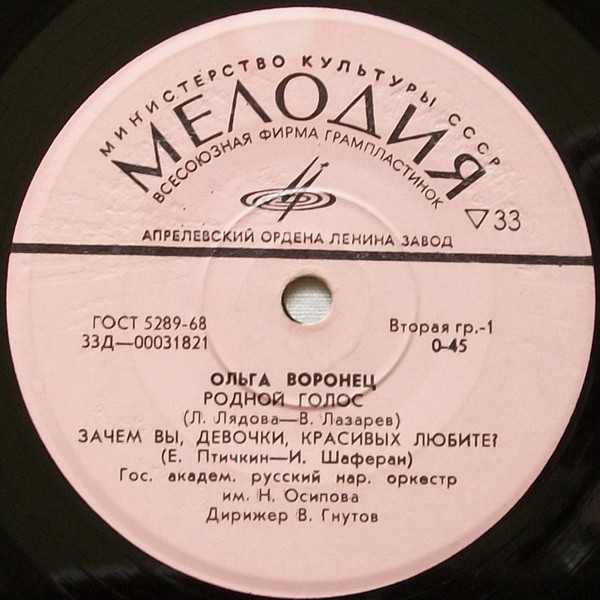 МИНИСТЕРСТВО КУЛЬТУРЫ СССР
МЕЛОДИЯ
ВСЕСОЮЗНАЯ ФИРМА ГРАМПЛАСТИНОК
▽33
АПРЕЛЕВСКИЙ ОРДЕНА ЛЕНИНА ЗАВОД
ГОСТ 5289-68
33Д—00031821
Вторая гр.-1
0-45
ОЛЬГА ВОРОНЕЦ
РОДНОЙ ГОЛОС
(Л. Лядова—В. Лазарев)
ЗАЧЕМ ВЫ, ДЕВОЧКИ, КРАСИВЫХ ЛЮБИТЕ?
(Е. Птичкин—И. Шаферан)
Гос. академ. русский нар. оркестр
им. Н. Осипова
Дирижер В. Гнутов